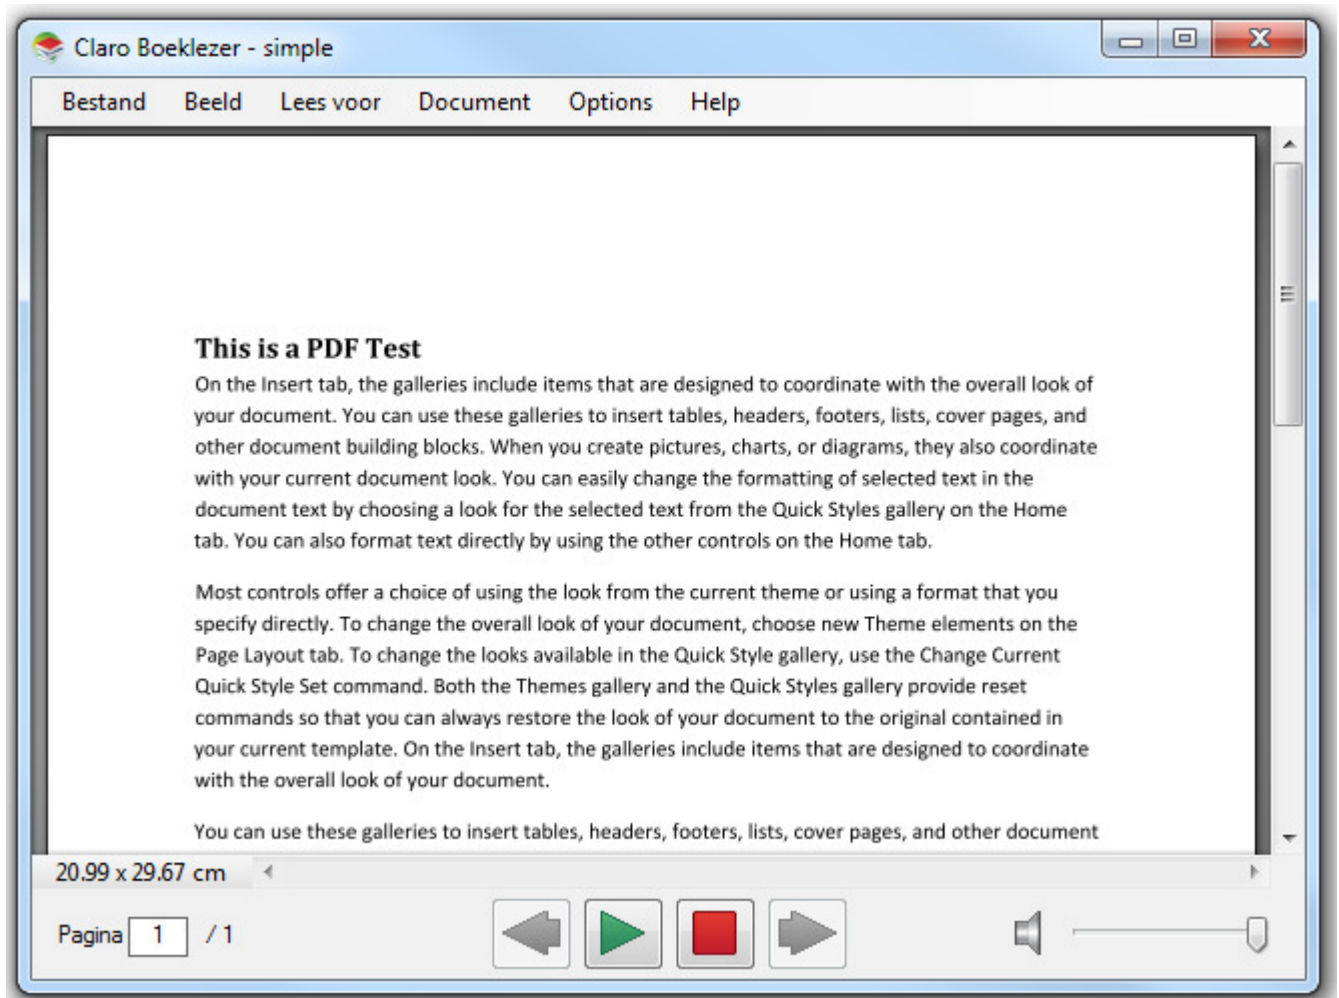 Claro Boeklezer - simple
Bestand Beeld Lees voor Document Options Help
This is a PDF Test
On the Insert tab, the galleries include items that are designed to coordinate with the overall look of
your document. You can use these galleries to insert tables, headers, footers, lists, cover pages, and
other document building blocks. When you create pictures, charts, or diagrams, they also coordinate
with your current document look. You can easily change the formatting of selected text in the
document text by choosing a look for the selected text from the Quick Styles gallery on the Home
tab. You can also format text directly by using the other controls on the Home tab.
Most controls offer a choice of using the look from the current theme or using a format that you
specify directly. To change the overall look of your document, choose new Theme elements on the
Page Layout tab. To change the looks available in the Quick Style gallery, use the Change Current
Quick Style Set command. Both the Themes gallery and the Quick Styles gallery provide reset
commands so that you can always restore the look of your document to the original contained in
your current template. On the Insert tab, the galleries include items that are designed to coordinate
with the overall look of your document.
You can use these galleries to insert tables, headers, footers, lists, cover pages, and other document
20.99 x 29.67 cm
Pagina 1 / 1